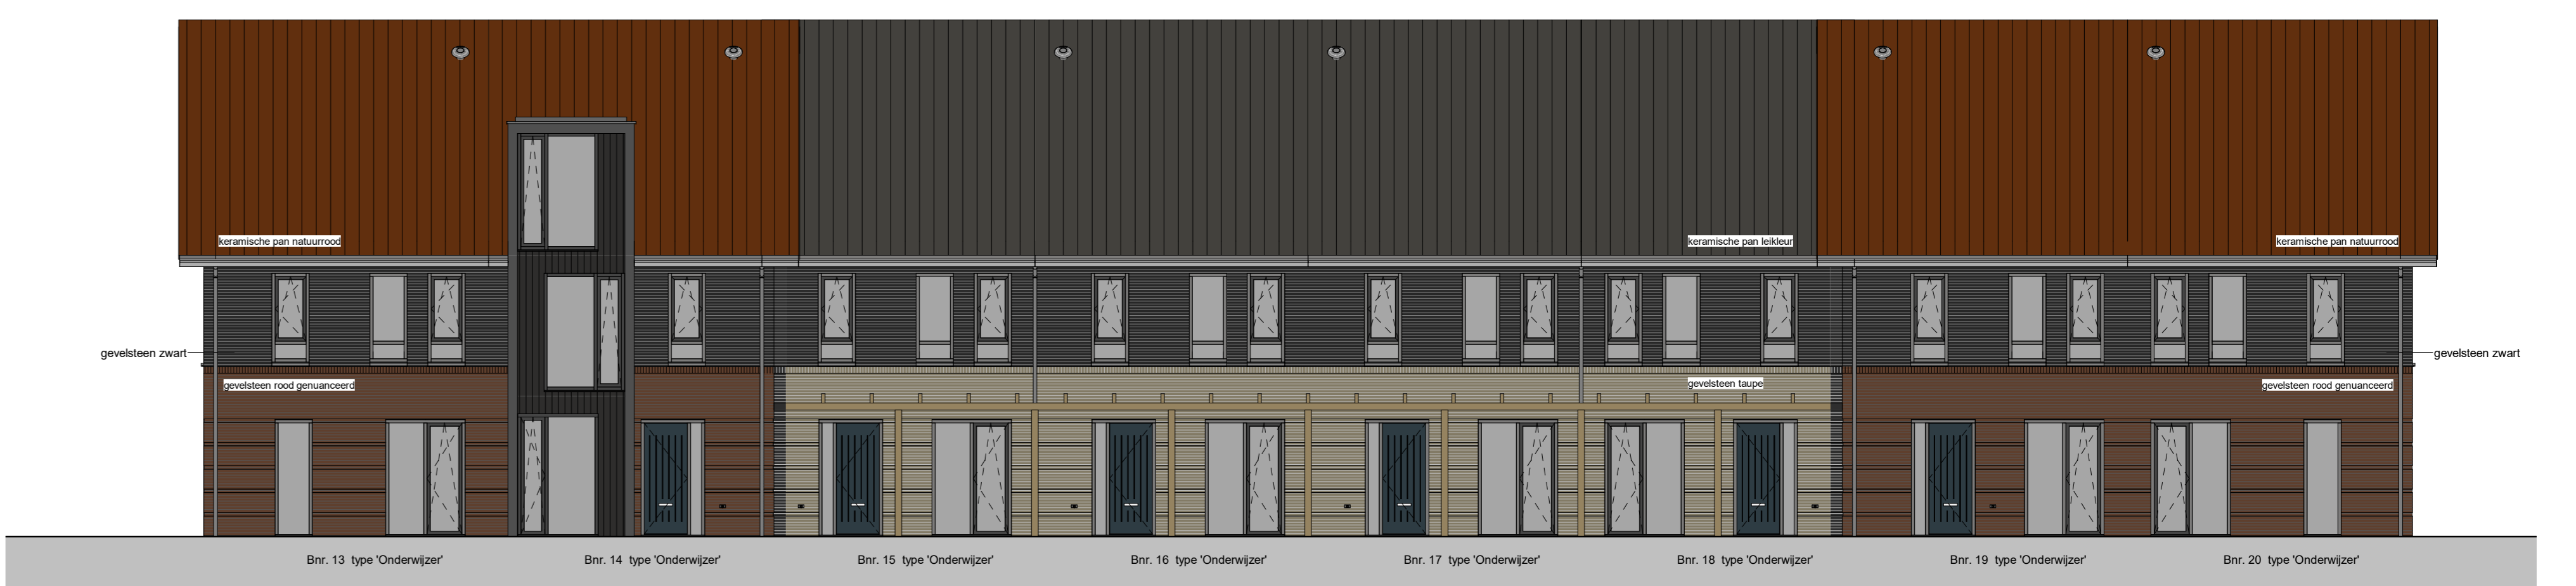 keramische pan natuurrood
keramische pan leikleur
keramische pan natuurrood
gevelsteen zwart
gevelsteen zwart
gevelsteen rood genuanceerd
gevelsteen taupe
gevelsteen rood genuanceerd
Bnr. 13 type 'Onderwijzer'
Bnr. 14 type 'Onderwijzer'
Bnr. 15 type 'Onderwijzer'
Bnr. 16 type 'Onderwijzer'
Bnr. 17 type 'Onderwijzer'
Bnr. 18 type 'Onderwijzer'
Bnr. 19 type 'Onderwijzer'
Bnr. 20 type 'Onderwijzer'